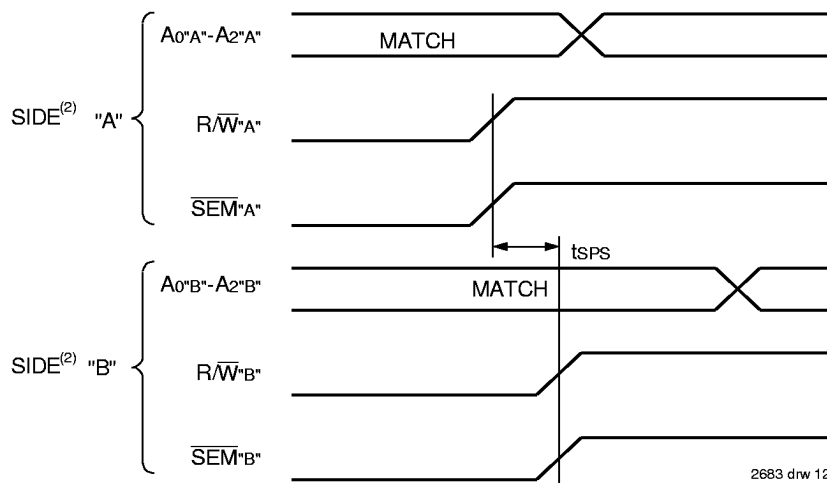 A0"A"-A2"A"
MATCH
SIDE(2) "A"
R/W"A"
SEM"A"
tSPS
A0"B"-A2"B"
MATCH
SIDE(2) "B"
R/W"B"
SEM"B"
2683 drw 12